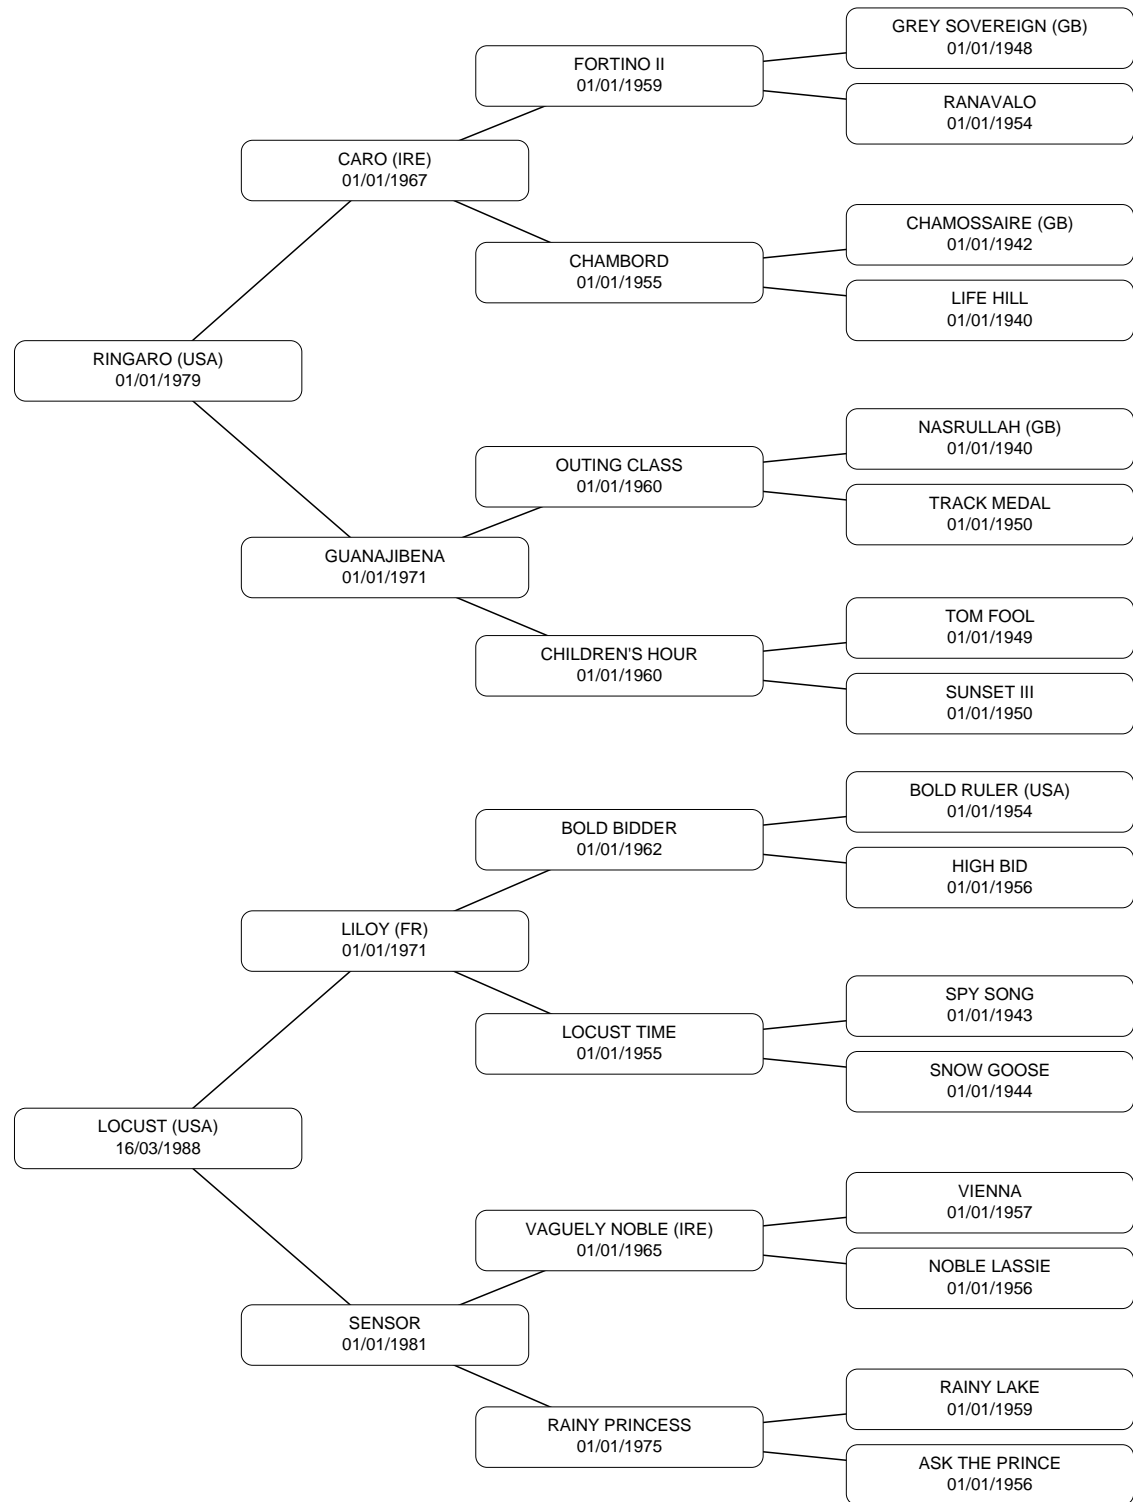 GREY SOVEREIGN (GB)
01/01/1948
FORTINO II
01/01/1959
RANAVALO
01/01/1954
CARO (IRE)
01/01/1967
CHAMOSSAIRE (GB)
01/01/1942
CHAMBORD
01/01/1955
LIFE HILL
01/01/1940
RINGARO (USA)
01/01/1979
NASRULLAH (GB)
01/01/1940
OUTING CLASS
01/01/1960
TRACK MEDAL
01/01/1950
GUANAJIBENA
01/01/1971
TOM FOOL
01/01/1949
CHILDREN'S HOUR
01/01/1960
SUNSET III
01/01/1950
BOLD RULER (USA)
01/01/1954
BOLD BIDDER
01/01/1962
HIGH BID
01/01/1956
LILOY (FR)
01/01/1971
SPY SONG
01/01/1943
LOCUST TIME
01/01/1955
SNOW GOOSE
01/01/1944
LOCUST (USA)
16/03/1988
VIENNA
01/01/1957
VAGUELY NOBLE (IRE)
01/01/1965
NOBLE LASSIE
01/01/1956
SENSOR
01/01/1981
RAINY LAKE
01/01/1959
RAINY PRINCESS
01/01/1975
ASK THE PRINCE
01/01/1956